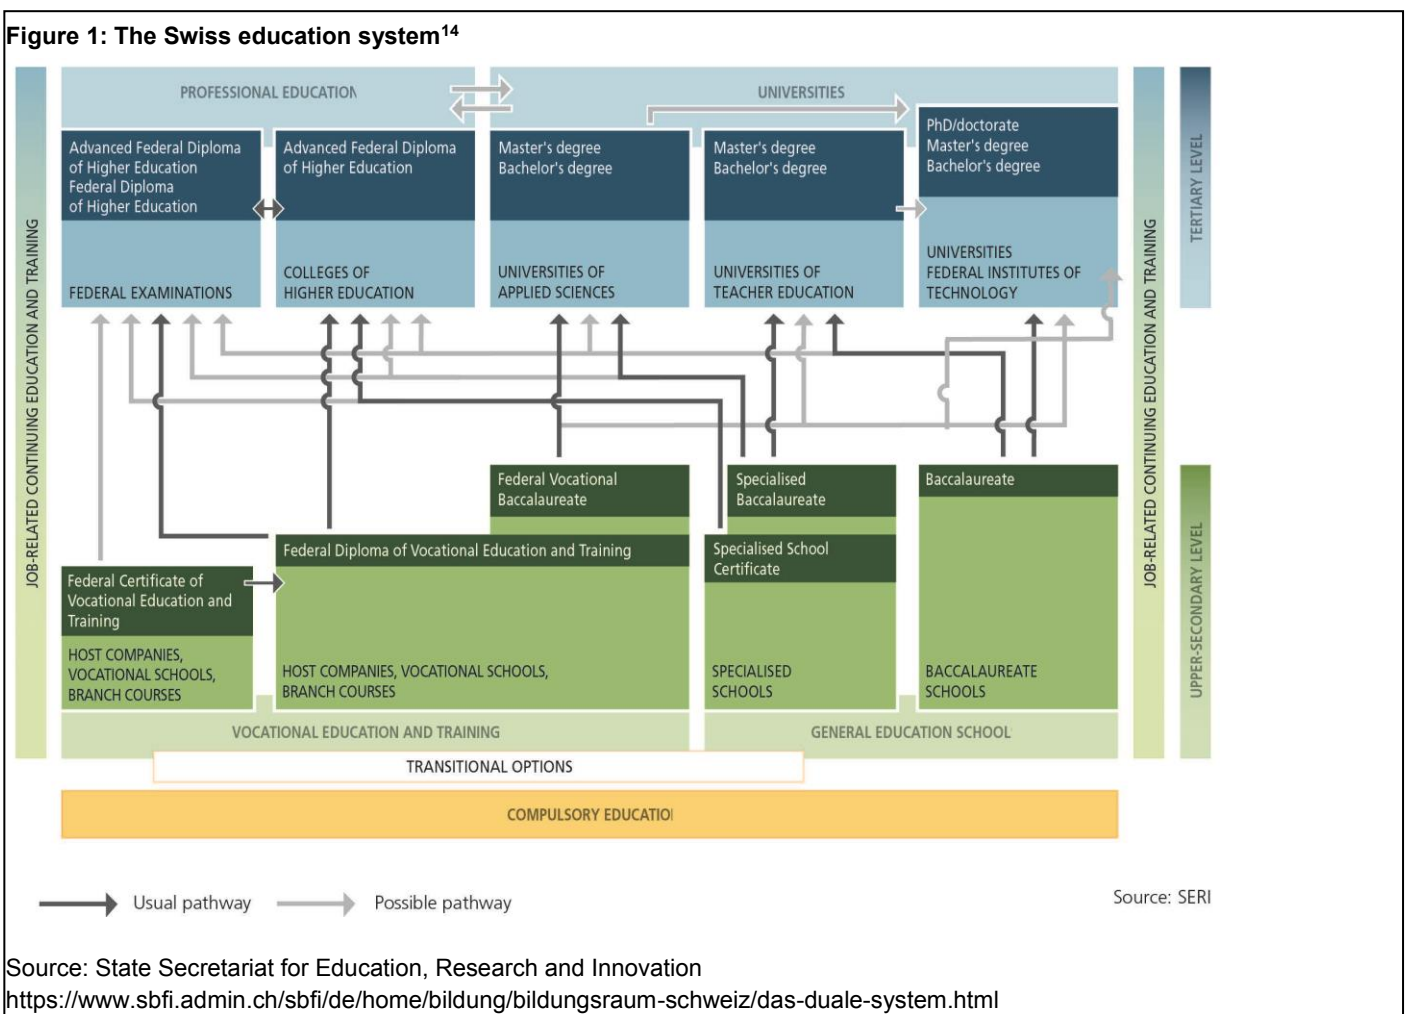 Figure 1: The Swiss education system14
PROFESSIONAL EDUCATION
UNIVERSITIES
Advanced Federal Diploma
of Higher Education
Federal Diploma
of Higher Education
FEDERAL EXAMINATIONS
Advanced Federal Diploma
of Higher Education
COLLEGES OF
HIGHER EDUCATION
Master's degree
Bachelor's degree
UNIVERSITIES OF
APPLIED SCIENCES
Master's degree
Bachelor's degree
UNIVERSITIES OF
TEACHER EDUCATION
PhD/doctorate
Master's degree
Bachelor's degree
UNIVERSITIES
FEDERAL INSTITUTES OF
TECHNOLOGY
JOB-RELATED CONTINUING EDUCATION AND TRAINING
JOB-RELATED CONTINUING EDUCATION AND TRAINING
TERTIARY LEVEL
UPPER-SECONDARY LEVEL
Federal Vocational
Baccalaureate
Specialised
Baccalaureate
Baccalaureate
Federal Diploma of Vocational Education and Training
Specialised School
Certificate
Federal Certificate of
Vocational Education and
Training
HOST COMPANIES,
VOCATIONAL SCHOOLS,
BRANCH COURSES
HOST COMPANIES, VOCATIONAL SCHOOLS,
BRANCH COURSES
SPECIALISED
SCHOOLS
BACCALAUREATE
SCHOOLS
VOCATIONAL EDUCATION AND TRAINING
GENERAL EDUCATION SCHOOL
TRANSITIONAL OPTIONS
COMPULSORY EDUCATIO
Usual pathway
Possible pathway
Source: SERI
Source: State Secretariat for Education, Research and Innovation
https://www.sbfi.admin.ch/sbfi/de/home/bildung/bildungsraum-schweiz/das-duale-system.html